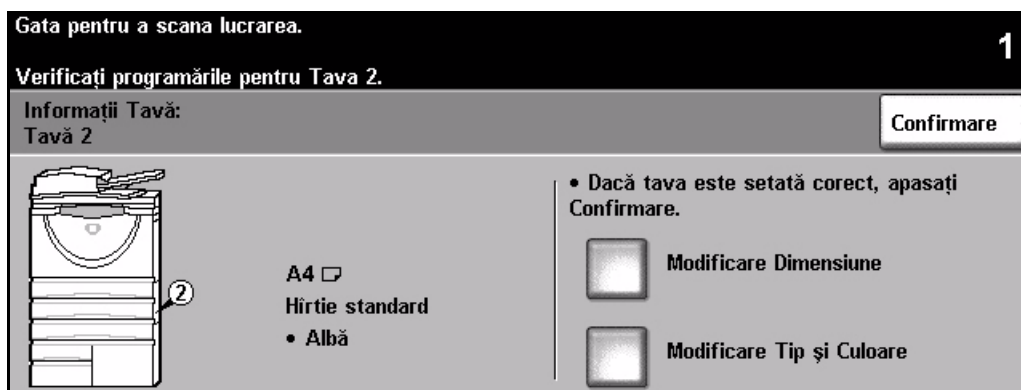 Gata pentru a scana lucrarea.
1
Verificați programările pentru Tava 2.
Informații Tavă:
Tavă 2
Confirmare
2
A4
Hîrtie standard
• Albă
• Dacă tava este setată corect, apasați
Confirmare.
Modificare Dimensiune
Modificare Tip și Culoare